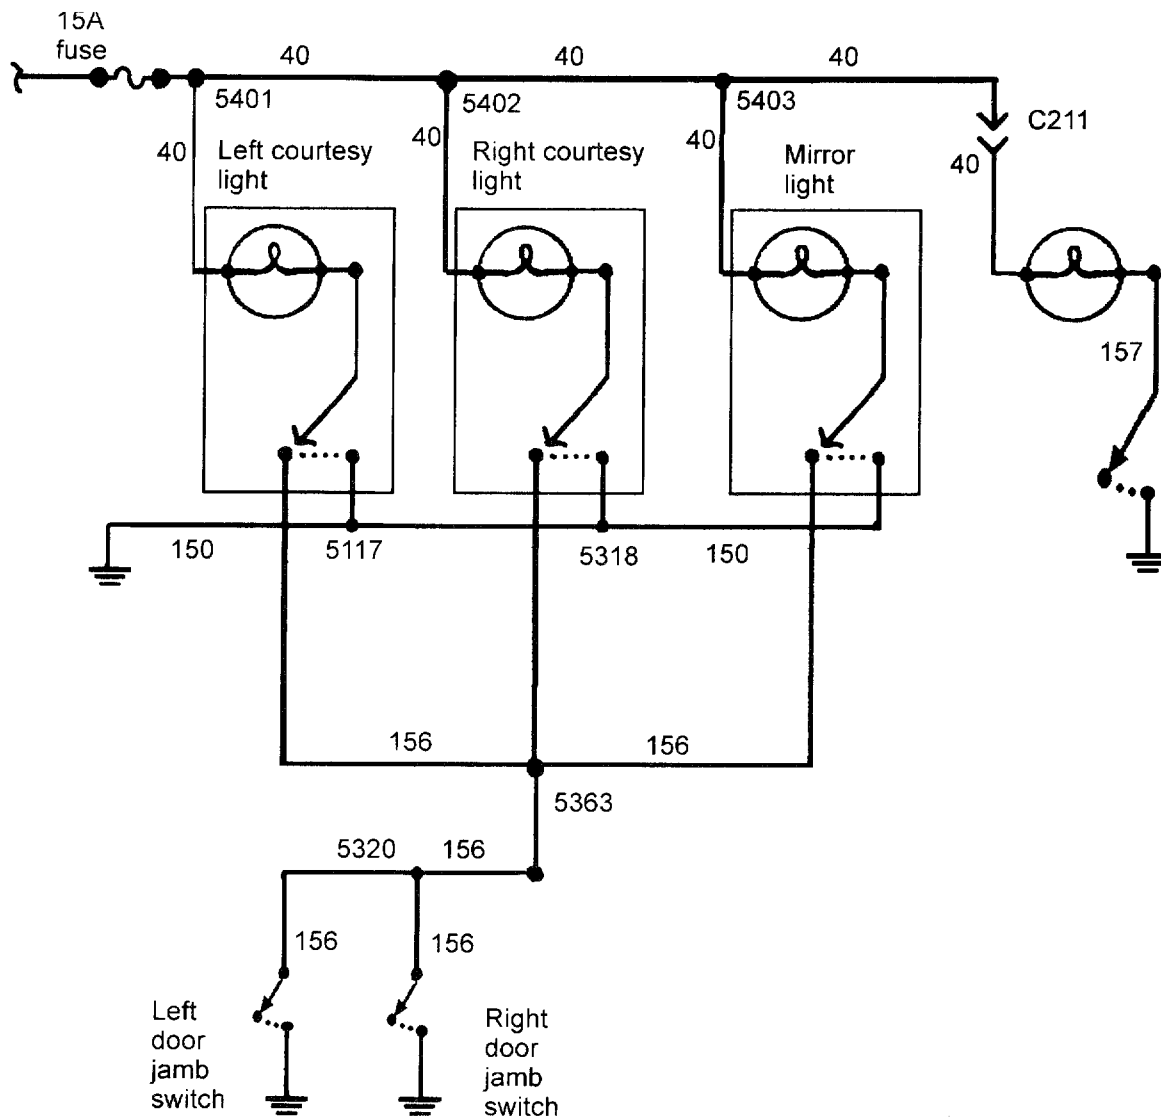 15A
fuse
40
40
40
5401
5402
5403
C211
40
40
40
40
Left courtesy
light
Right courtesy
light
Mirror
light
157
150
5117
5318
150
156
156
5363
5320
156
156
156
Left
door
jamb
switch
Right
door
jamb
switch